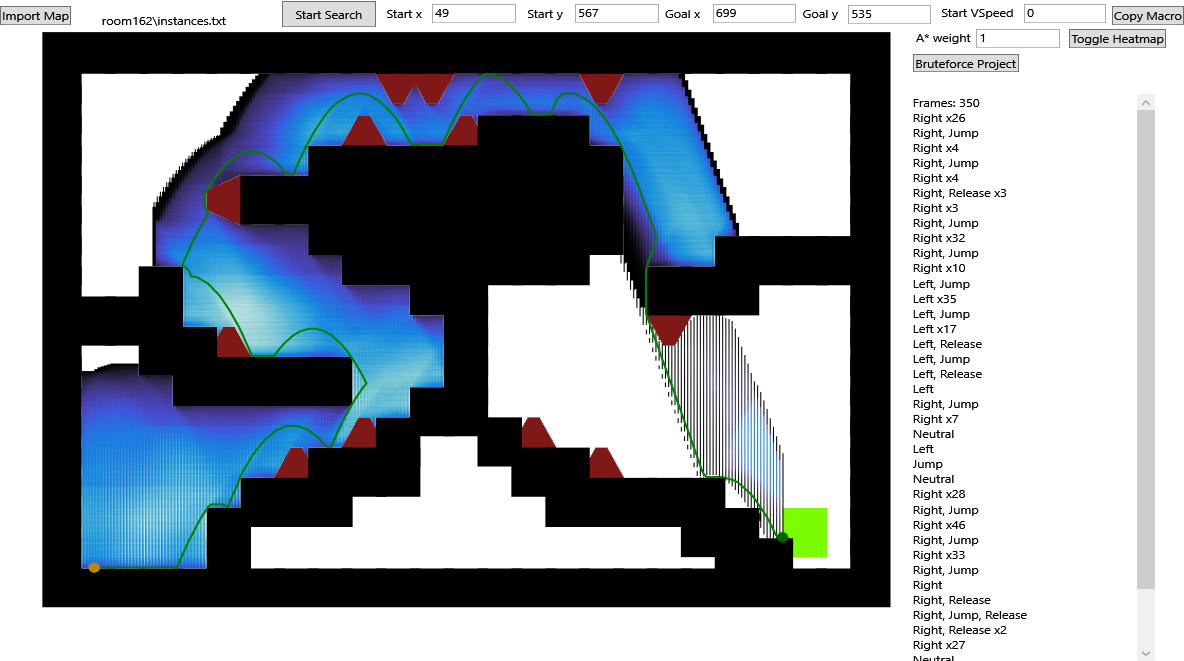 Import Map
room162\instances.txt
Start Search
Start x 49
Start y 567
Goal x 699
Goal y 535
Start VSpeed 0
Copy Macro
A* weight 1
Toggle Heatmap
Bruteforce Project
Frames: 350
Right x26
Right, Jump
Right x4
Right, Jump
Right x4
Right, Release x3
Right x3
Right, Jump
Right x32
Right, Jump
Right x10
Left, Jump
Left x35
Left, Jump
Left x17
Left, Release
Left, Jump
Left, Release
Left
Right, Jump
Right x7
Neutral
Left
Jump
Neutral
Right x28
Right, Jump
Right x46
Right, Jump
Right x33
Right, Jump
Right
Right, Release
Right, Jump, Release
Right, Release x2
Right x27
Neutral